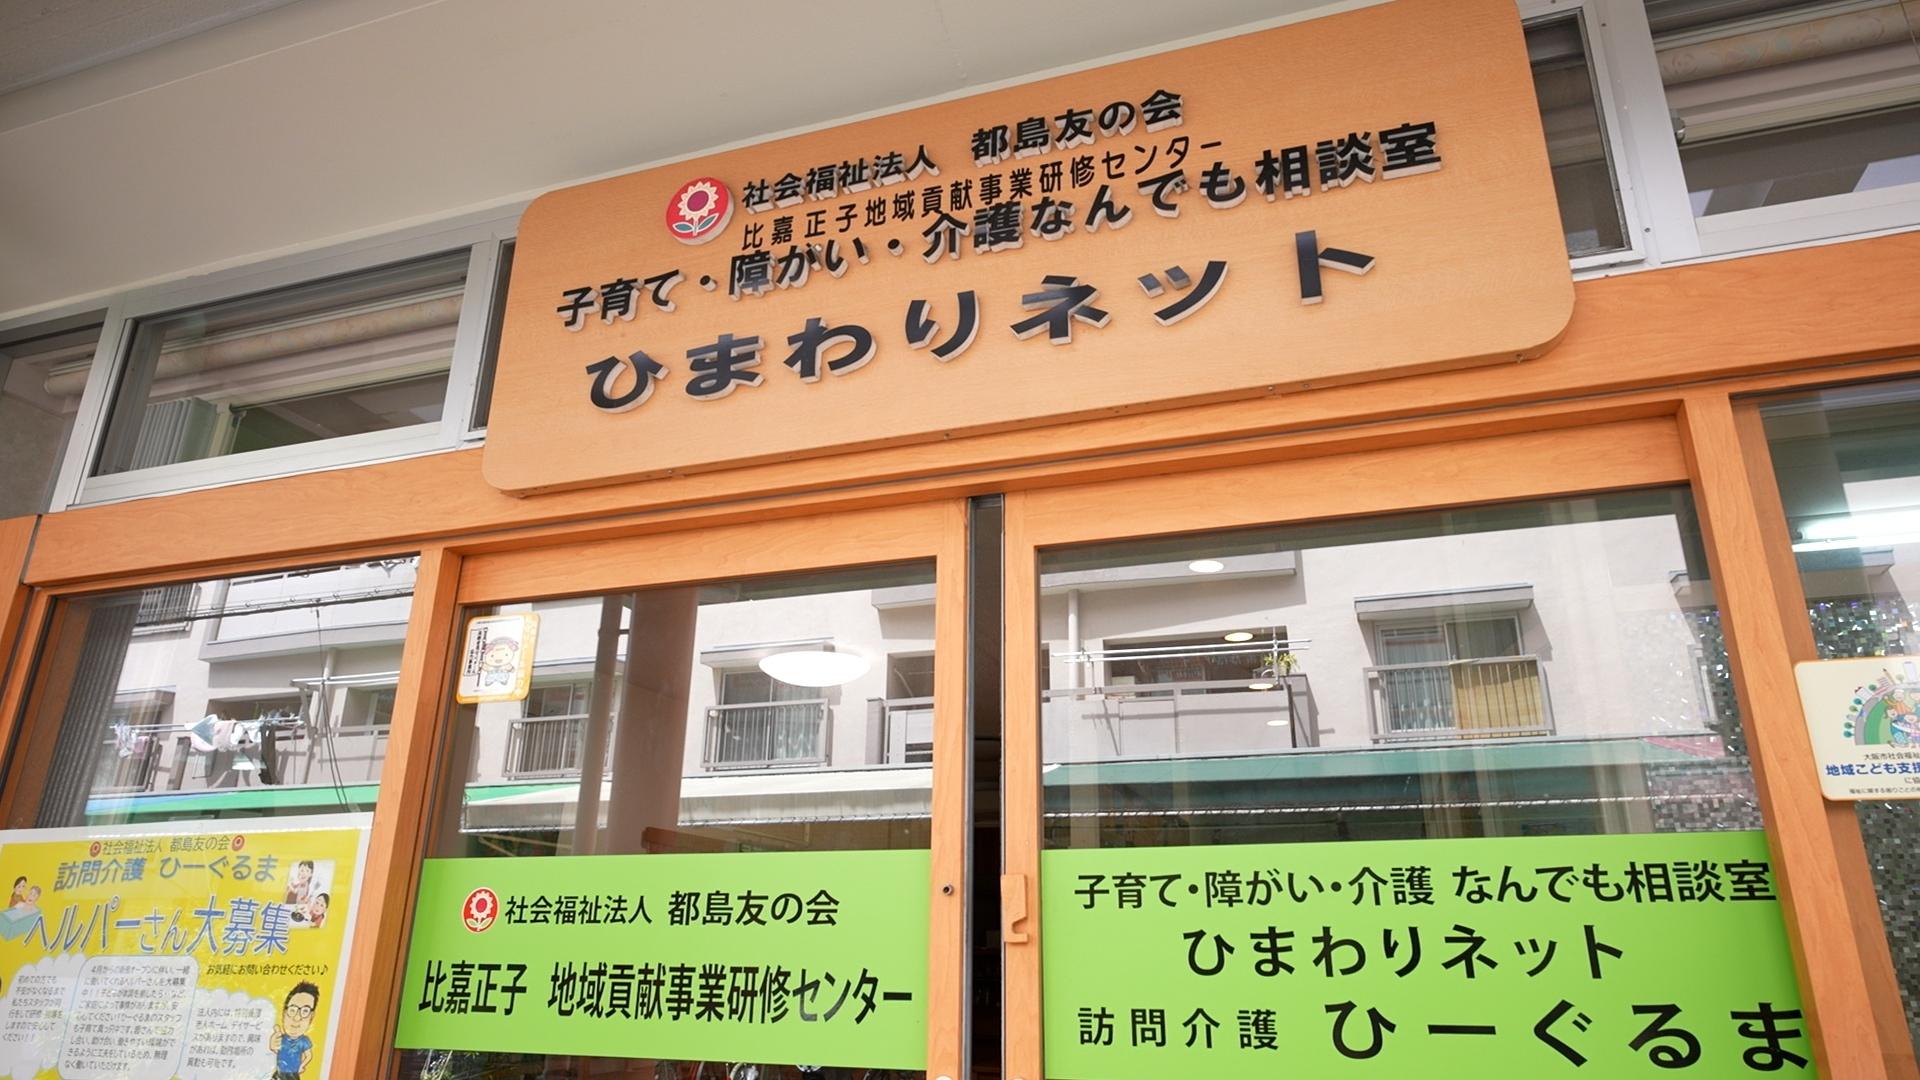 社会福祉法人 都島友の会
比嘉 正子地域貢献事業研修センター
子育て・障がい・介護なんでも相談室
ひまわりネット
社会福祉法人 都島友の会
訪問介護 ひーぐるま
ヘルパーさん大募集
お気軽にお問い合わせください♪
社会福祉法人 都島友の会
比嘉正子 地域貢献事業研修センター
子育て・障がい・介護 なんでも相談室
ひまわりネット
訪問介護 ひーぐるま
大阪市社会福祉
地域こども支援